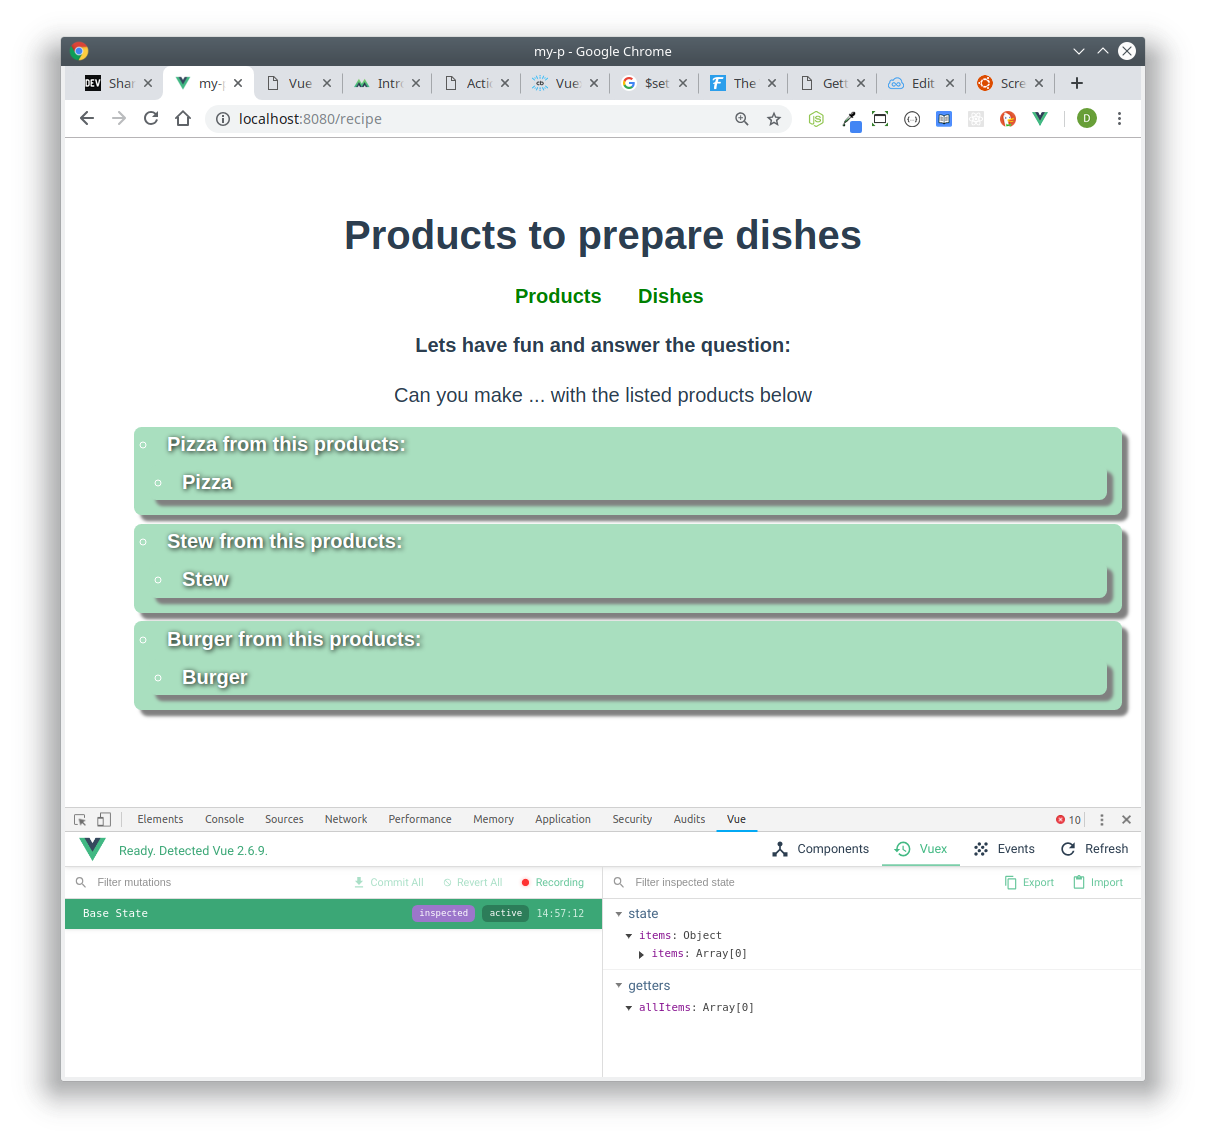 my-p - Google Chrome
DEV Shar my- Vue Intro Actio cb Vue: G $set F The Gett Edit Scre
localhost:8080/recipe D
Products to prepare dishes
Products Dishes
Lets have fun and answer the question:
Can you make ... with the listed products below
Pizza from this products:
Pizza
Stew from this products:
Stew
Burger from this products:
Burger
Elements Console Sources Network Performance Memory Application Security Audits Vue 10
Ready. Detected Vue 2.6.9. Components Vuex Events Refresh
Filter mutations Commit All Revert All Recording Filter inspected state Export Import
Base State inspected active 14:57:12 state
items: Object
items: Array[0]
getters
allItems: Array[0]